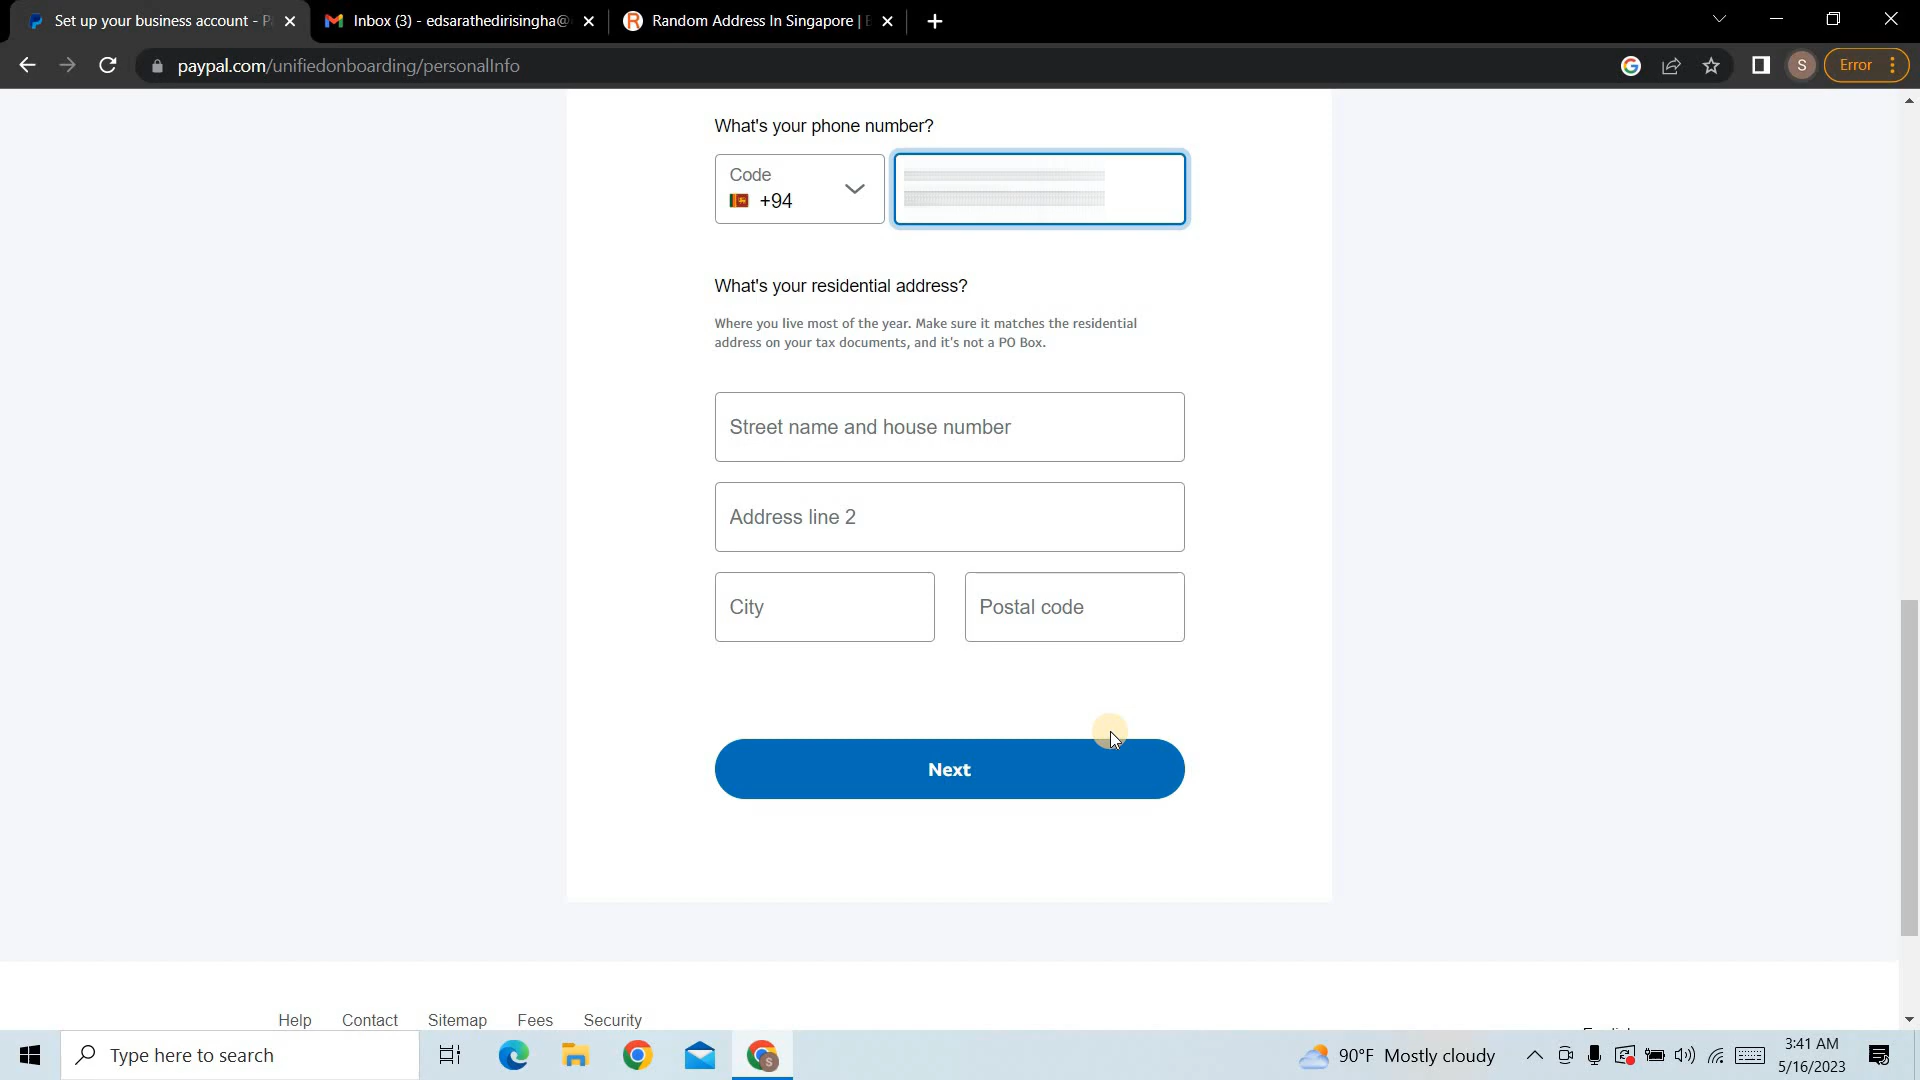 Set up your business account - P
Inbox (3) - edsarathedirisingha@
Random Address In Singapore |
paypal.com/unifiedonboarding/personalInfo
S
Error
What's your phone number?
Code
+94
What's your residential address?
Where you live most of the year. Make sure it matches the residential
address on your tax documents, and it's not a PO Box.
Street name and house number
Address line 2
City
Postal code
Next
Help
Contact
Sitemap
Fees
Security
Type here to search
90°F Mostly cloudy
3:41 AM
5/16/2023